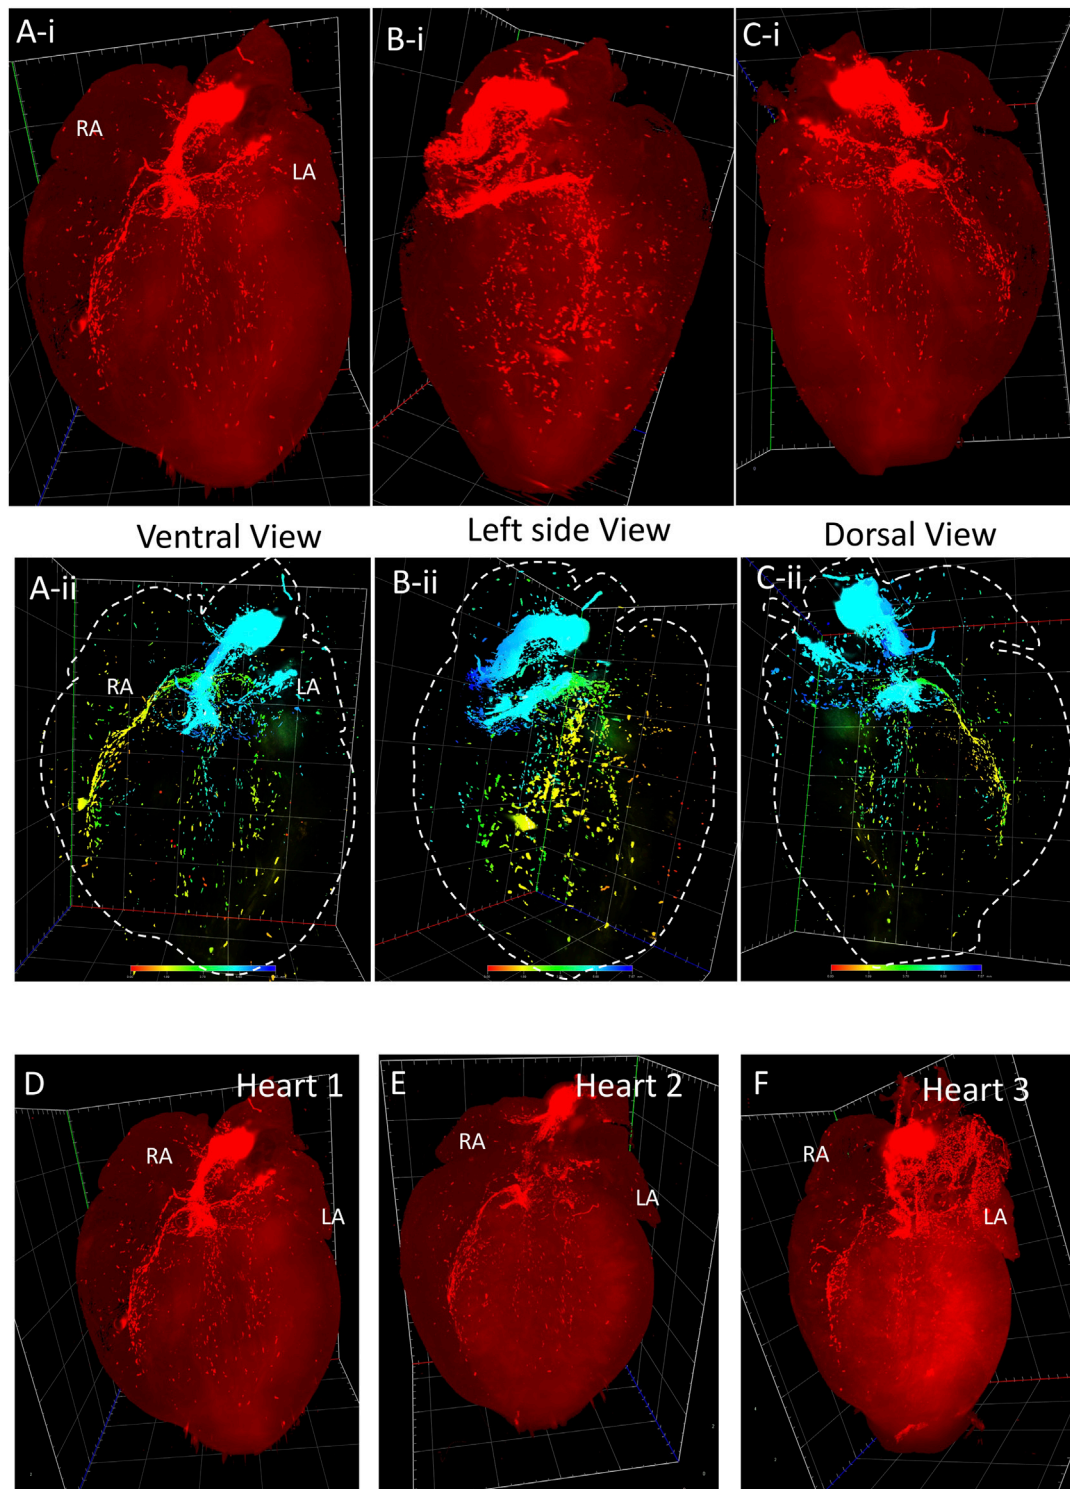 A-i
B-i
C-i
RA
LA
Ventral View
Left side View
Dorsal View
A-ii
B-ii
C-ii
RA
LA
D
Heart 1
E
Heart 2
F
Heart 3
RA
LA
RA
LA
RA
LA